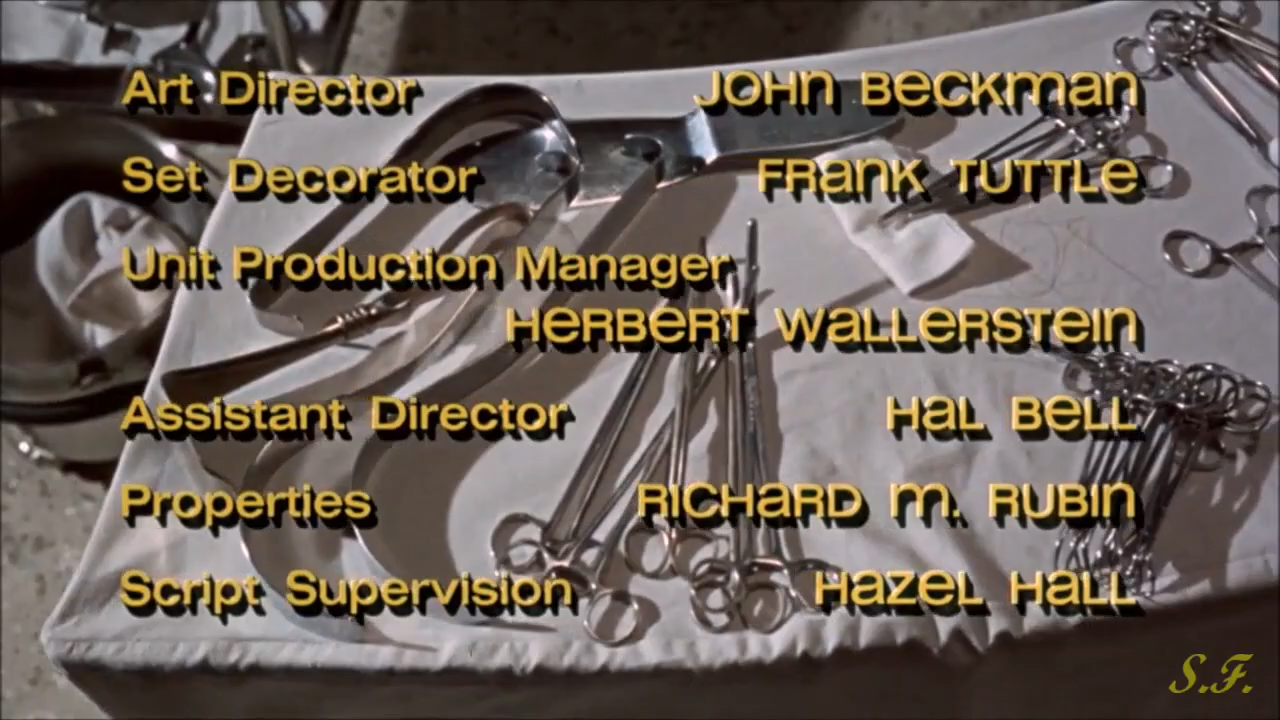 Art Director JOHN BECKMAN
Set Decorator FRANK TUTTLE
Unit Production Manager
HERBERT WALLERSTEIN
Assistant Director HAL BELL
Properties RICHARD M. RUBIN
Script Supervision HAZEL HALL
S.F.